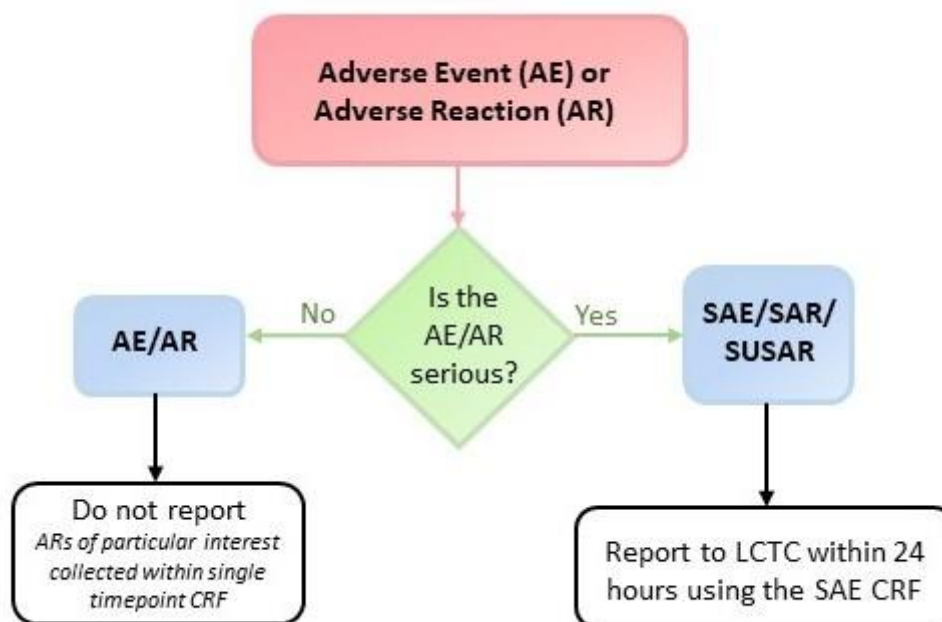 Adverse Event (AE) or
Adverse Reaction (AR)
Is the
AE/AR
serious?
No
Yes
AE/AR
SAE/SAR/
SUSAR
Do not report
ARs of particular interest
collected within single
timepoint CRF
Report to LCTC within 24
hours using the SAE CRF